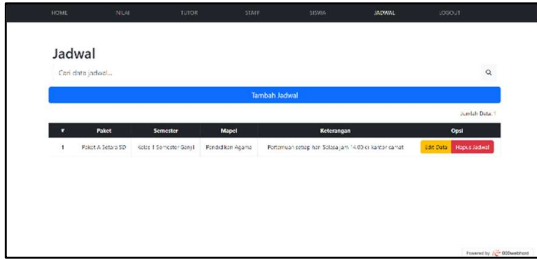 HOME NILAI TUTOR STAFF SISWA JADWAL LOGOUT
Jadwal
Cari data jadwal...
Tambah Jadwal
Jumlah Data: 1
# Paket Semester Mapel Keterangan Opsi
1 Paket A Setara SD Kelas 1 Semester Ganjil Pendidikan Agama Pertemuan setiap hari Selasa jam 14.00 di kantor camat Edit Data Hapus Jadwal
Powered by 000webhost